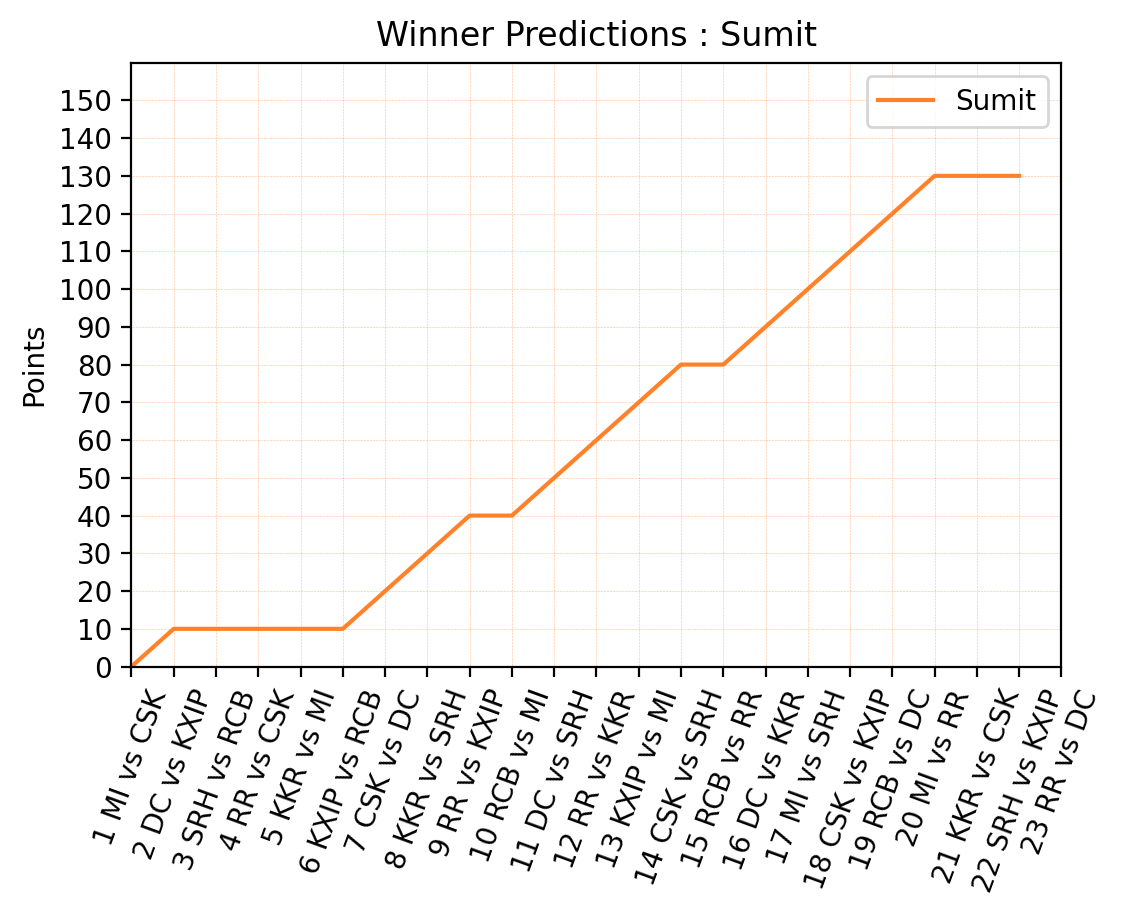 Winner Predictions : Sumit
Sumit
Points
150
140
130
120
110
100
90
80
70
60
50
40
30
20
10
0
1 MI vs CSK
2 DC vs KXIP
3 SRH vs RCB
4 RR vs CSK
5 KKR vs MI
6 KXIP vs RCB
7 CSK vs DC
8 KKR vs SRH
9 RR vs KXIP
10 RCB vs MI
11 DC vs SRH
12 RR vs KKR
13 KXIP vs MI
14 CSK vs SRH
15 RCB vs RR
16 DC vs KKR
17 MI vs SRH
18 CSK vs KXIP
19 RCB vs DC
20 MI vs RR
21 KKR vs CSK
22 SRH vs KXIP
23 RR vs DC